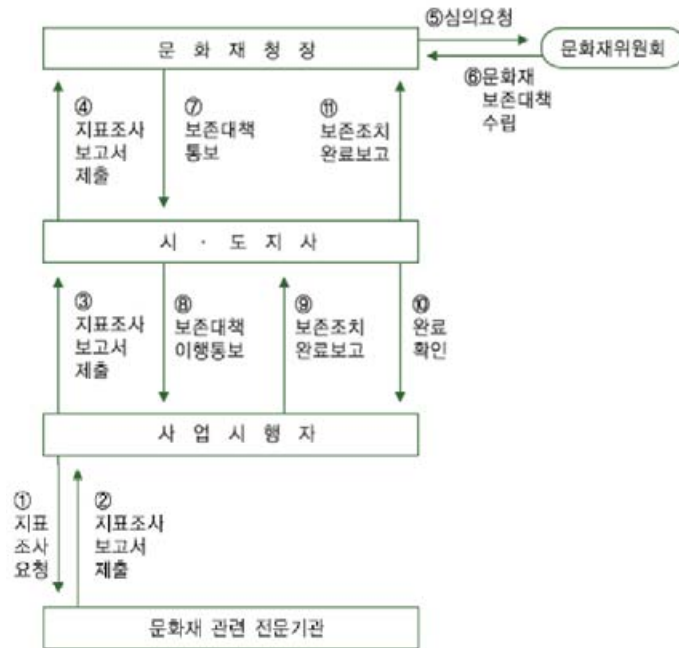 ⑤심의요청
문 화 재 청 장
문화재위원회
⑥문화재
보존대책
수립
④
지표조사
보고서
제출
⑦
보존대책
통보
⑪
보존조치
완료보고
시 · 도 지 사
③
지표조사
보고서
제출
⑧
보존대책
이행통보
⑨
보존조치
완료보고
⑩
완료
확인
사 업 시 행 자
①
지표
조사
요청
②
지표조사
보고서
제출
문화재 관련 전문기관